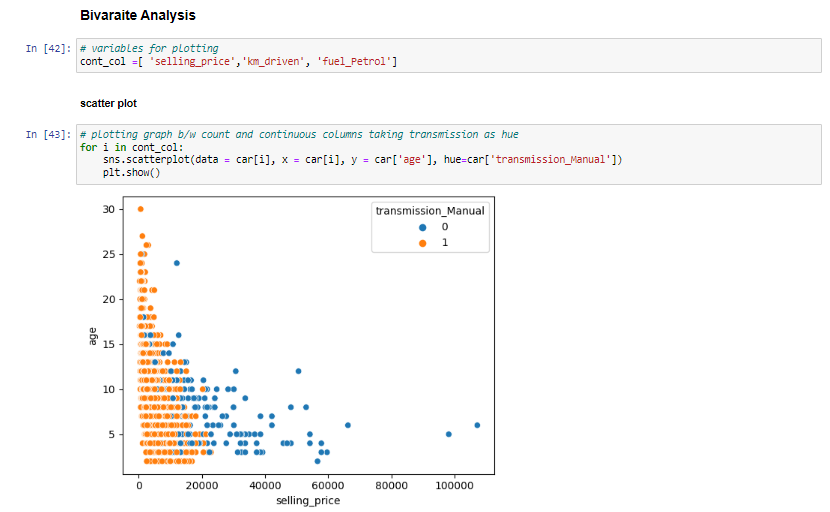 Bivaraite Analysis
In [42]: # variables for plotting
cont_col =[ 'selling_price','km_driven', 'fuel_Petrol']
scatter plot
In [43]: # plotting graph b/w count and continuous columns taking transmission as hue
for i in cont_col:
    sns.scatterplot(data = car[i], x = car[i], y = car['age'], hue=car['transmission_Manual'])
    plt.show()
transmission_Manual
0
1
30
25
20
15
10
5
age
0 20000 40000 60000 80000 100000
selling_price